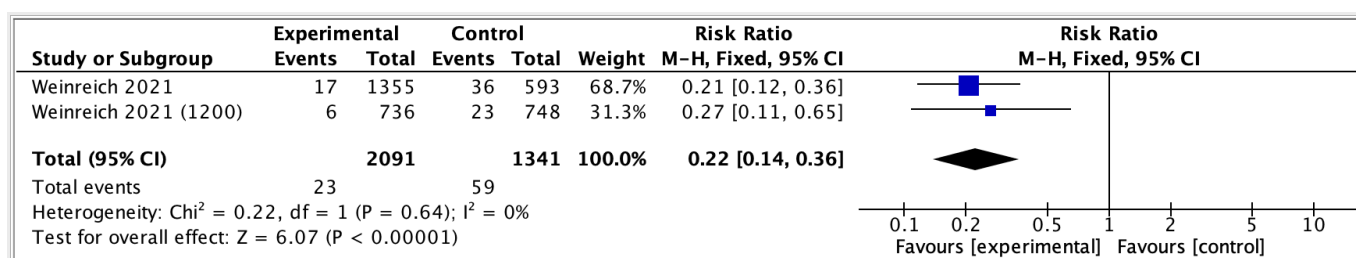 Experimental Control Risk Ratio Risk Ratio
Study or Subgroup Events Total Events Total Weight M-H, Fixed, 95% CI M-H, Fixed, 95% CI
Weinreich 2021 17 1355 36 593 68.7% 0.21 [0.12, 0.36]
Weinreich 2021 (1200) 6 736 23 748 31.3% 0.27 [0.11, 0.65]
Total (95% CI) 2091 1341 100.0% 0.22 [0.14, 0.36]
Total events 23 59
Heterogeneity: Chi² = 0.22, df = 1 (P = 0.64); I² = 0%
Test for overall effect: Z = 6.07 (P < 0.00001)
0.1 0.2 0.5 1 2 5 10
Favours [experimental] Favours [control]